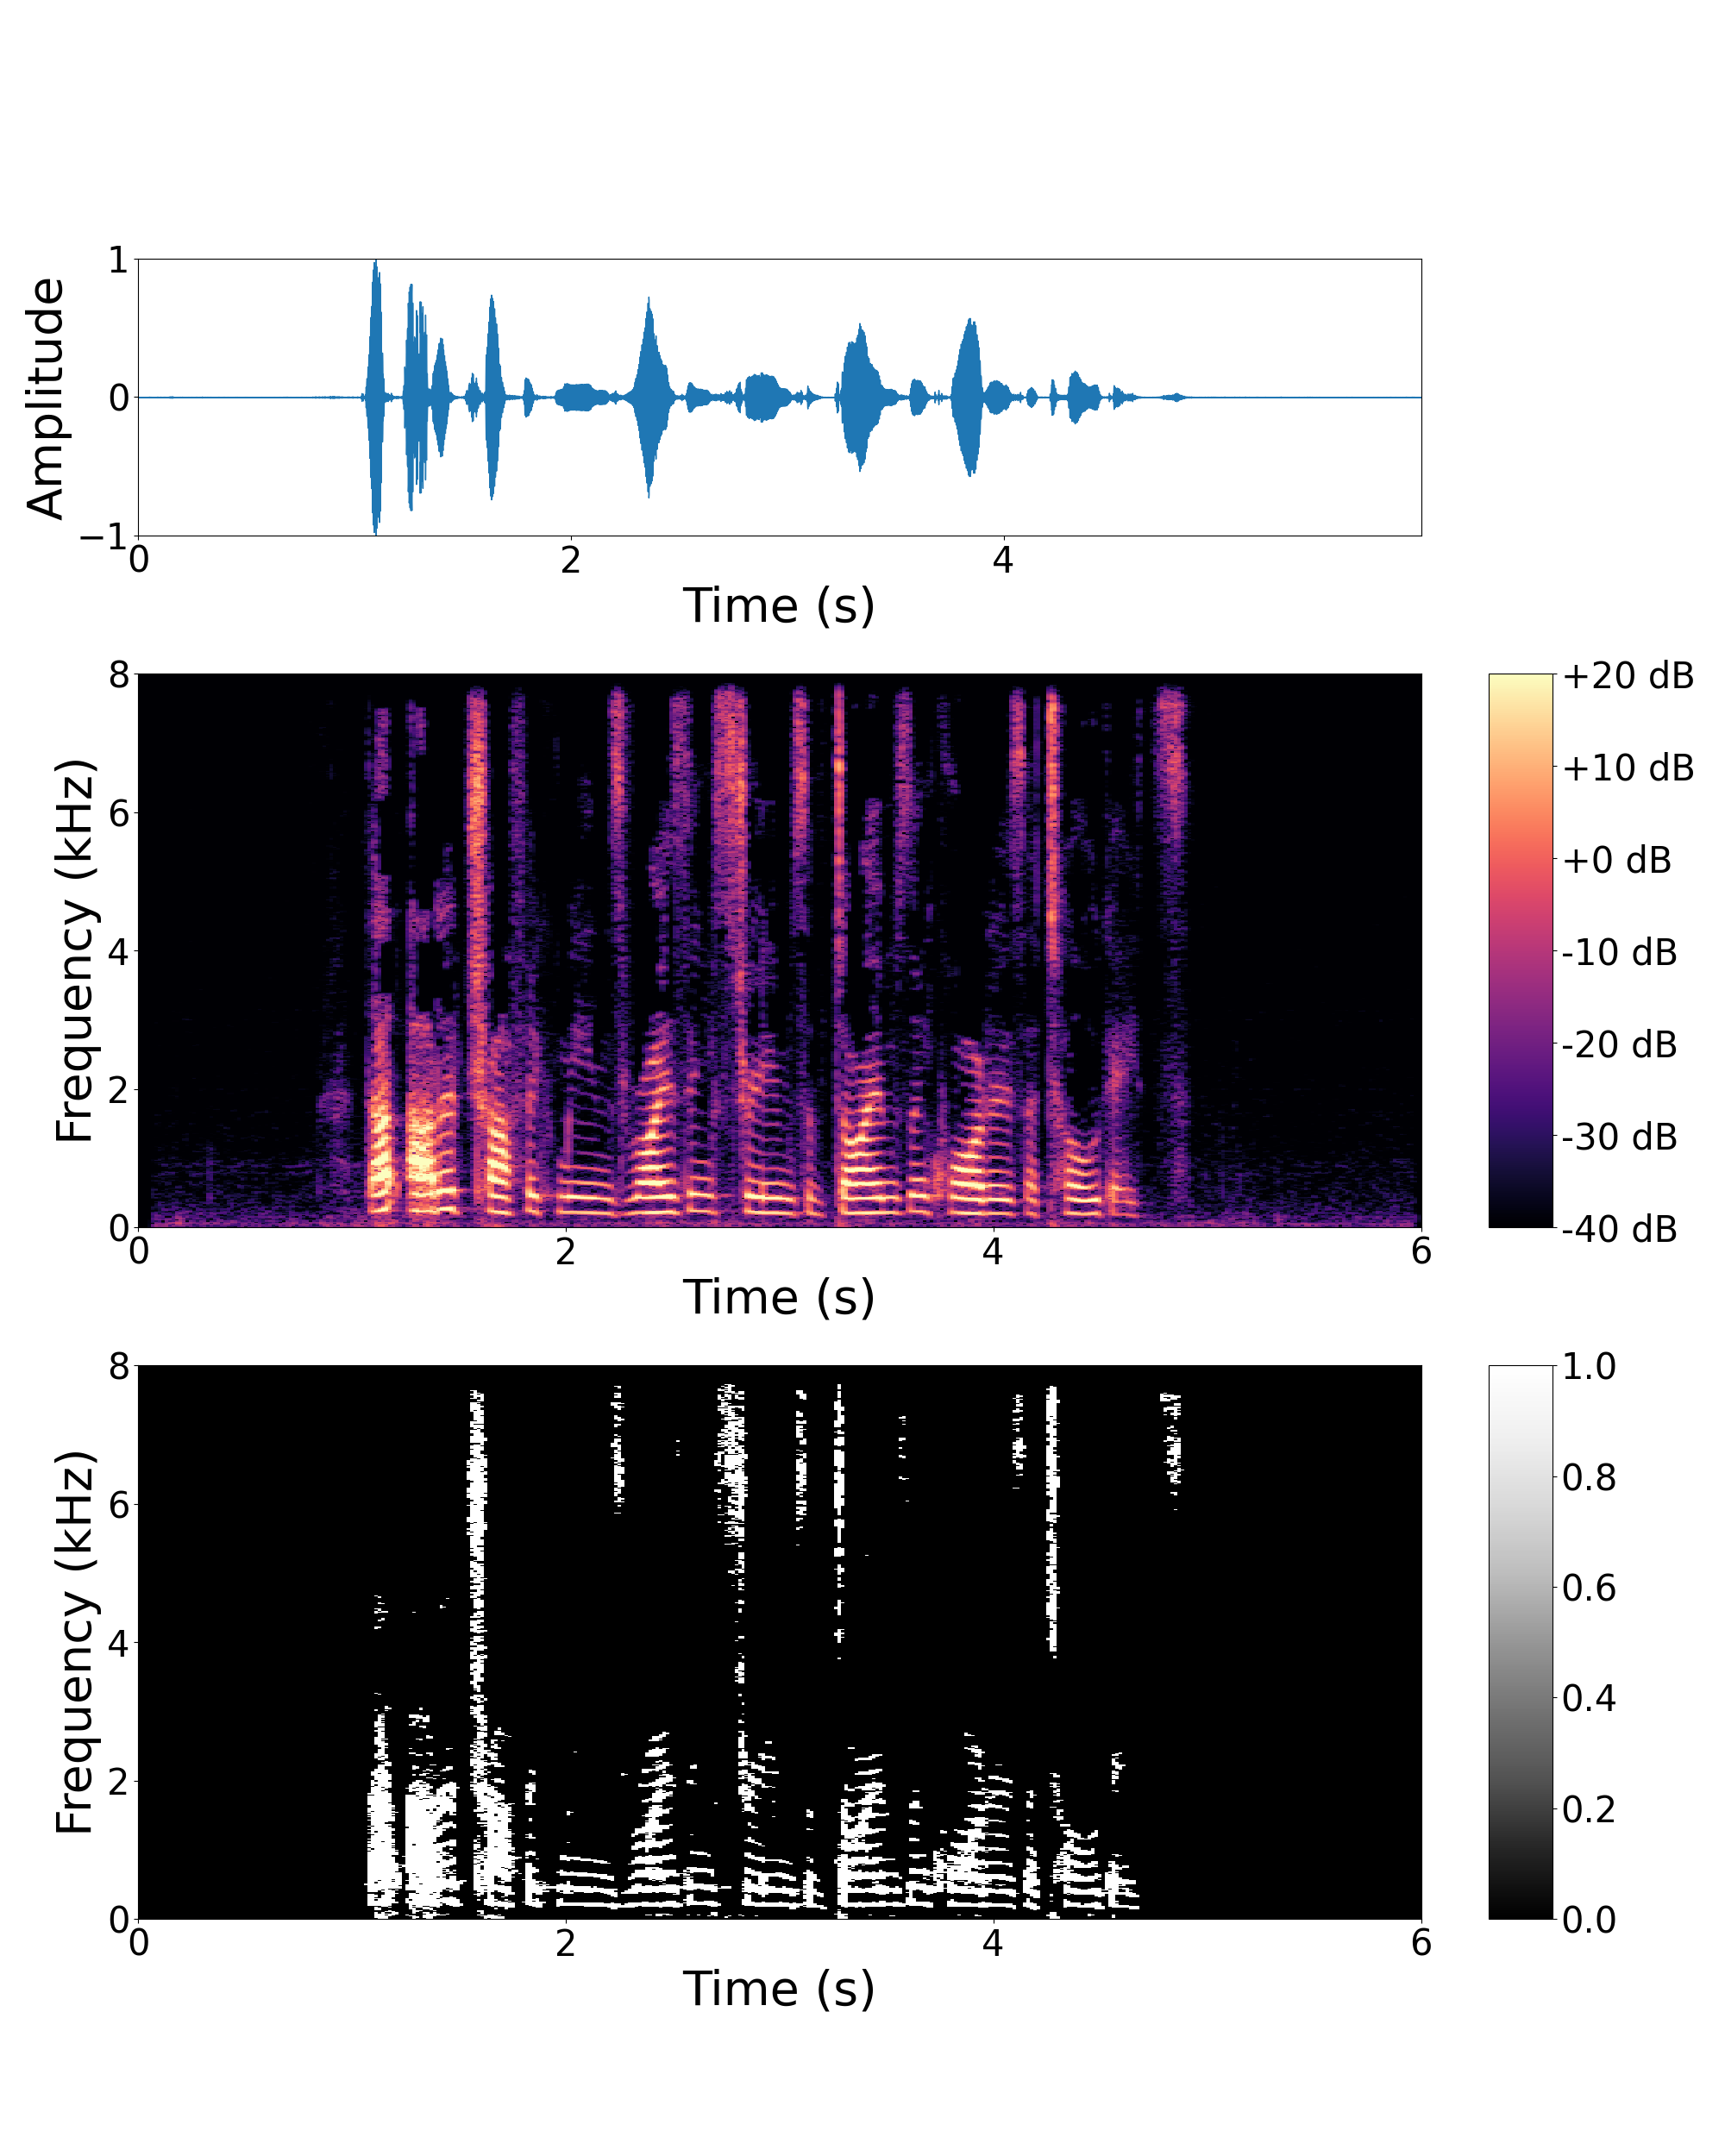 Amplitude
1
0
−1
0 2 4
Time (s)
Frequency (kHz)
8
6
4
2
0
0 2 4 6
Time (s)
+20 dB
+10 dB
+0 dB
-10 dB
-20 dB
-30 dB
-40 dB
Frequency (kHz)
8
6
4
2
0
0 2 4 6
Time (s)
1.0
0.8
0.6
0.4
0.2
0.0